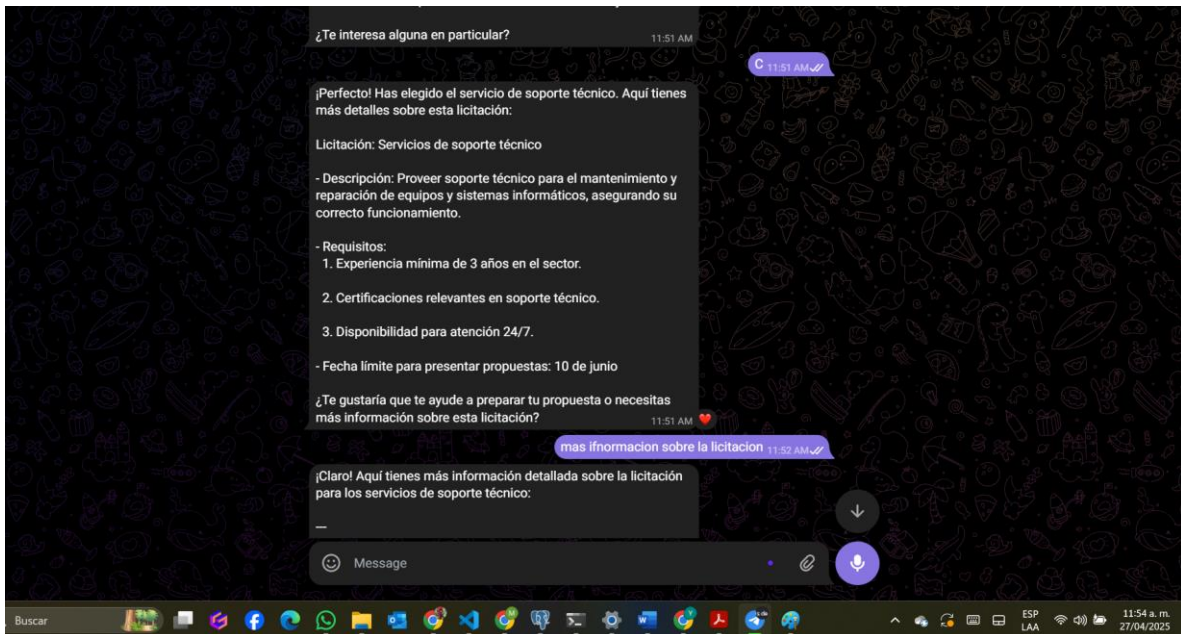 ¿Te interesa alguna en particular?
11:51 AM
C 11:51 AM
¡Perfecto! Has elegido el servicio de soporte técnico. Aquí tienes
más detalles sobre esta licitación:
Licitación: Servicios de soporte técnico
- Descripción: Proveer soporte técnico para el mantenimiento y
reparación de equipos y sistemas informáticos, asegurando su
correcto funcionamiento.
- Requisitos:
1. Experiencia mínima de 3 años en el sector.
2. Certificaciones relevantes en soporte técnico.
3. Disponibilidad para atención 24/7.
- Fecha límite para presentar propuestas: 10 de junio
¿Te gustaría que te ayude a preparar tu propuesta o necesitas
más información sobre esta licitación?
11:51 AM
mas ifnormacion sobre la licitacion 11:52 AM
¡Claro! Aquí tienes más información detallada sobre la licitación
para los servicios de soporte técnico:
—
Message
Buscar
ESP
LAA
11:54 a. m.
27/04/2025